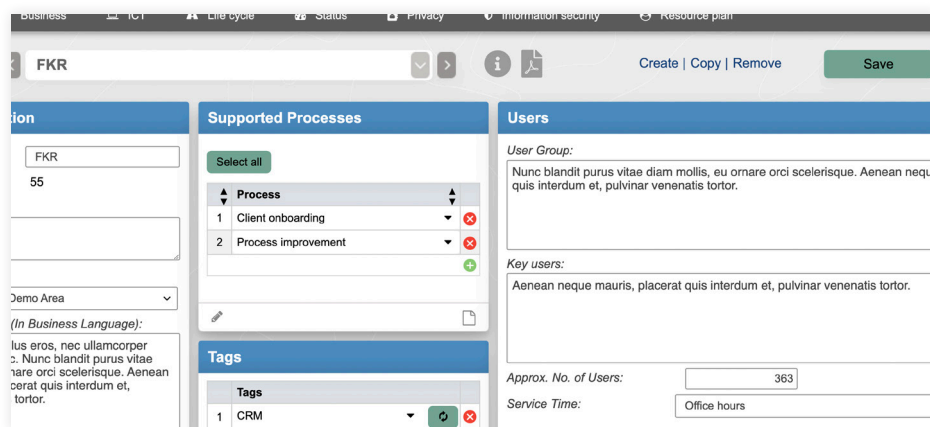 Business ICT Life cycle Status Privacy Information security Resource plan
FKR
Create | Copy | Remove
Save
FKR
55
Demo Area
(In Business Language):
lus eros, nec ullamcorper
c. Nunc blandit purus vitae
nare orci scelerisque. Aenean
cerat quis interdum et,
tortor.
Supported Processes
Select all
Process
1 Client onboarding
2 Process improvement
Tags
Tags
1 CRM
Users
User Group:
Nunc blandit purus vitae diam mollis, eu ornare orci scelerisque. Aenean nequ
quis interdum et, pulvinar venenatis tortor.
Key users:
Aenean neque mauris, placerat quis interdum et, pulvinar venenatis tortor.
Approx. No. of Users: 363
Service Time: Office hours